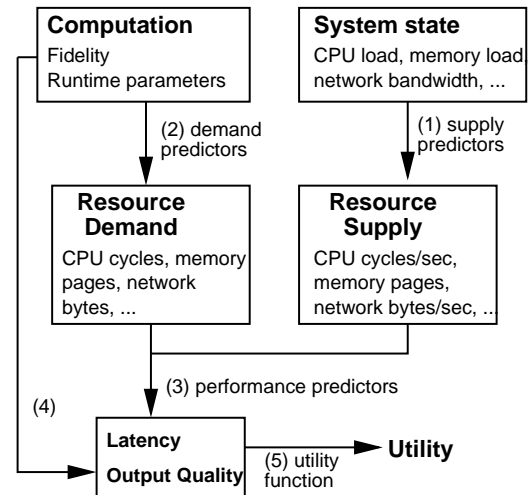 Computation
Fidelity
Runtime parameters
System state
CPU load, memory load,
network bandwidth, ...
(2) demand
predictors
(1) supply
predictors
Resource
Demand
CPU cycles, memory
pages, network
bytes, ...
Resource
Supply
CPU cycles/sec,
memory pages,
network bytes/sec, ...
(3) performance predictors
(4)
Latency
Output Quality
(5) utility
function
Utility